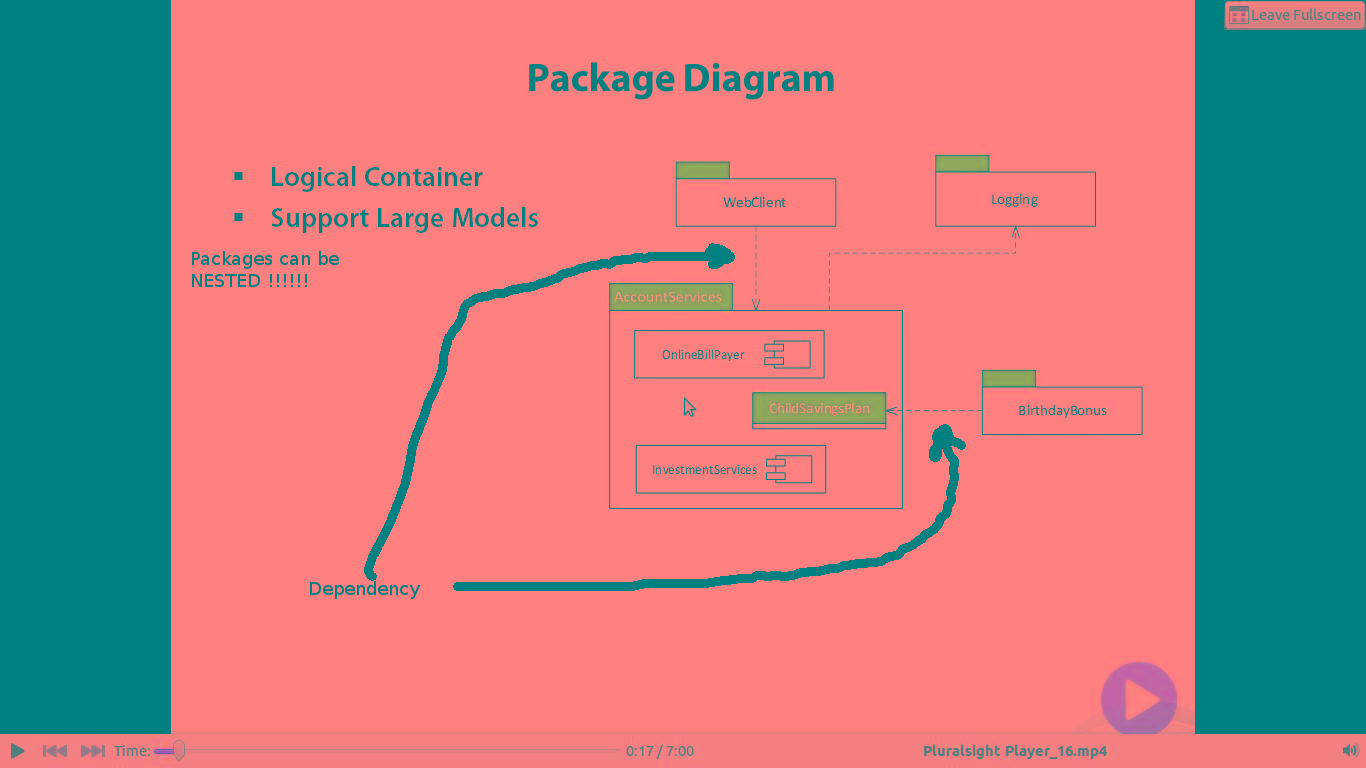 Leave Fullscreen
Package Diagram
▪ Logical Container
▪ Support Large Models
Packages can be
NESTED !!!!!!
WebClient
Logging
AccountServices
OnlineBillPayer
ChildSavingsPlan
BirthdayBonus
InvestmentServices
Dependency
Time:
0:17 / 7:00
Pluralsight Player_16.mp4